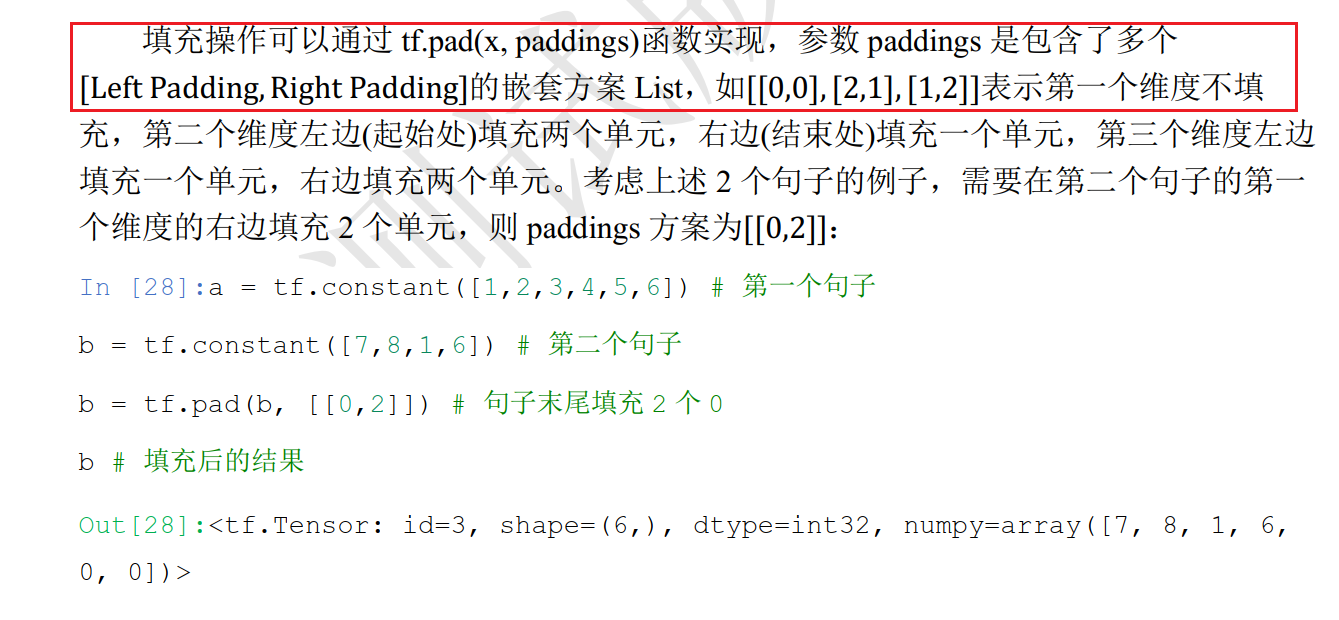 填充操作可以通过 tf.pad(x, paddings)函数实现，参数 paddings 是包含了多个
[Left Padding, Right Padding]的嵌套方案 List，如[[0,0], [2,1], [1,2]]表示第一个维度不填
充，第二个维度左边(起始处)填充两个单元，右边(结束处)填充一个单元，第三个维度左边
填充一个单元，右边填充两个单元。考虑上述 2 个句子的例子，需要在第二个句子的第一
个维度的右边填充 2 个单元，则 paddings 方案为[[0,2]]：
In [28]:a = tf.constant([1,2,3,4,5,6]) # 第一个句子
b = tf.constant([7,8,1,6]) # 第二个句子
b = tf.pad(b, [[0,2]]) # 句子末尾填充 2 个 0
b # 填充后的结果
Out[28]:<tf.Tensor: id=3, shape=(6,), dtype=int32, numpy=array([7, 8, 1, 6,
0, 0])>
测试版